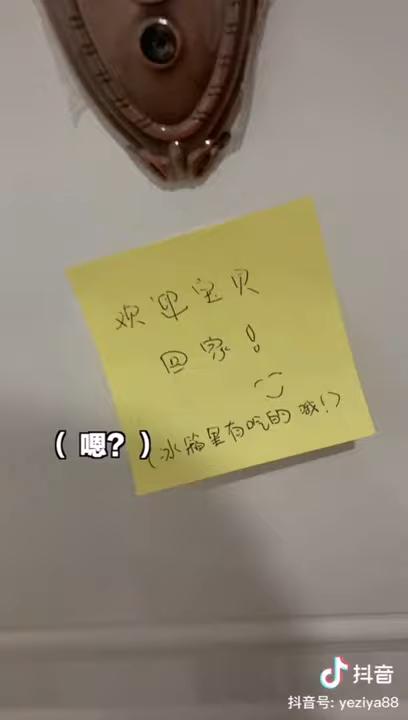 欢迎宝贝
回家！
（冰箱里有吃的哦！）
（嗯？）
抖音
抖音号: yeziya88